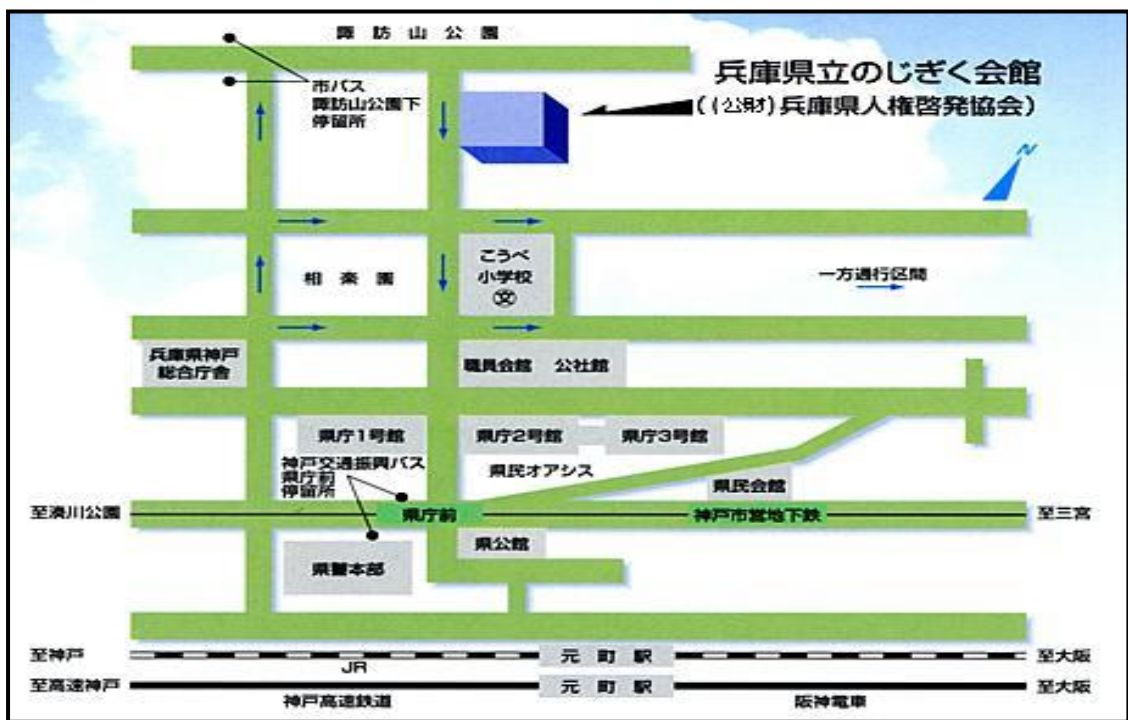 諏訪山公園
市バス
諏訪山公園下
停留所
兵庫県立のじぎく会館
((公財)兵庫県人権啓発協会)
N
相楽園
こうべ
小学校
文
一方通行区間
兵庫県神戸
総合庁舎
職員会館 公社館
県庁1号館
県庁2号館
県庁3号館
神戸交通振興バス
県庁前
停留所
県民オアシス
県民会館
至湊川公園
県庁前
神戸市営地下鉄
至三宮
県公館
県警本部
至神戸
JR
元町駅
至大阪
至高速神戸
神戸高速鉄道
元町駅
阪神電車
至大阪